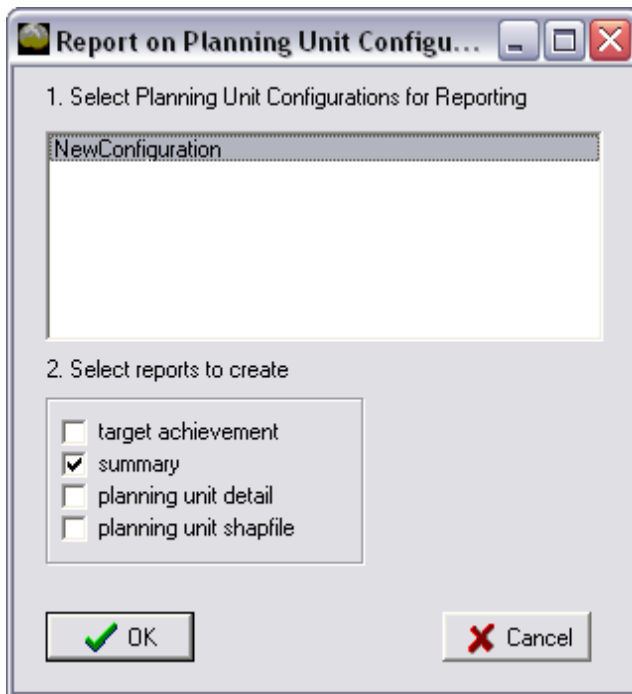 Report on Planning Unit Configu...
1. Select Planning Unit Configurations for Reporting
NewConfiguration
2. Select reports to create
target achievement
summary
planning unit detail
planning unit shapfile
OK
Cancel